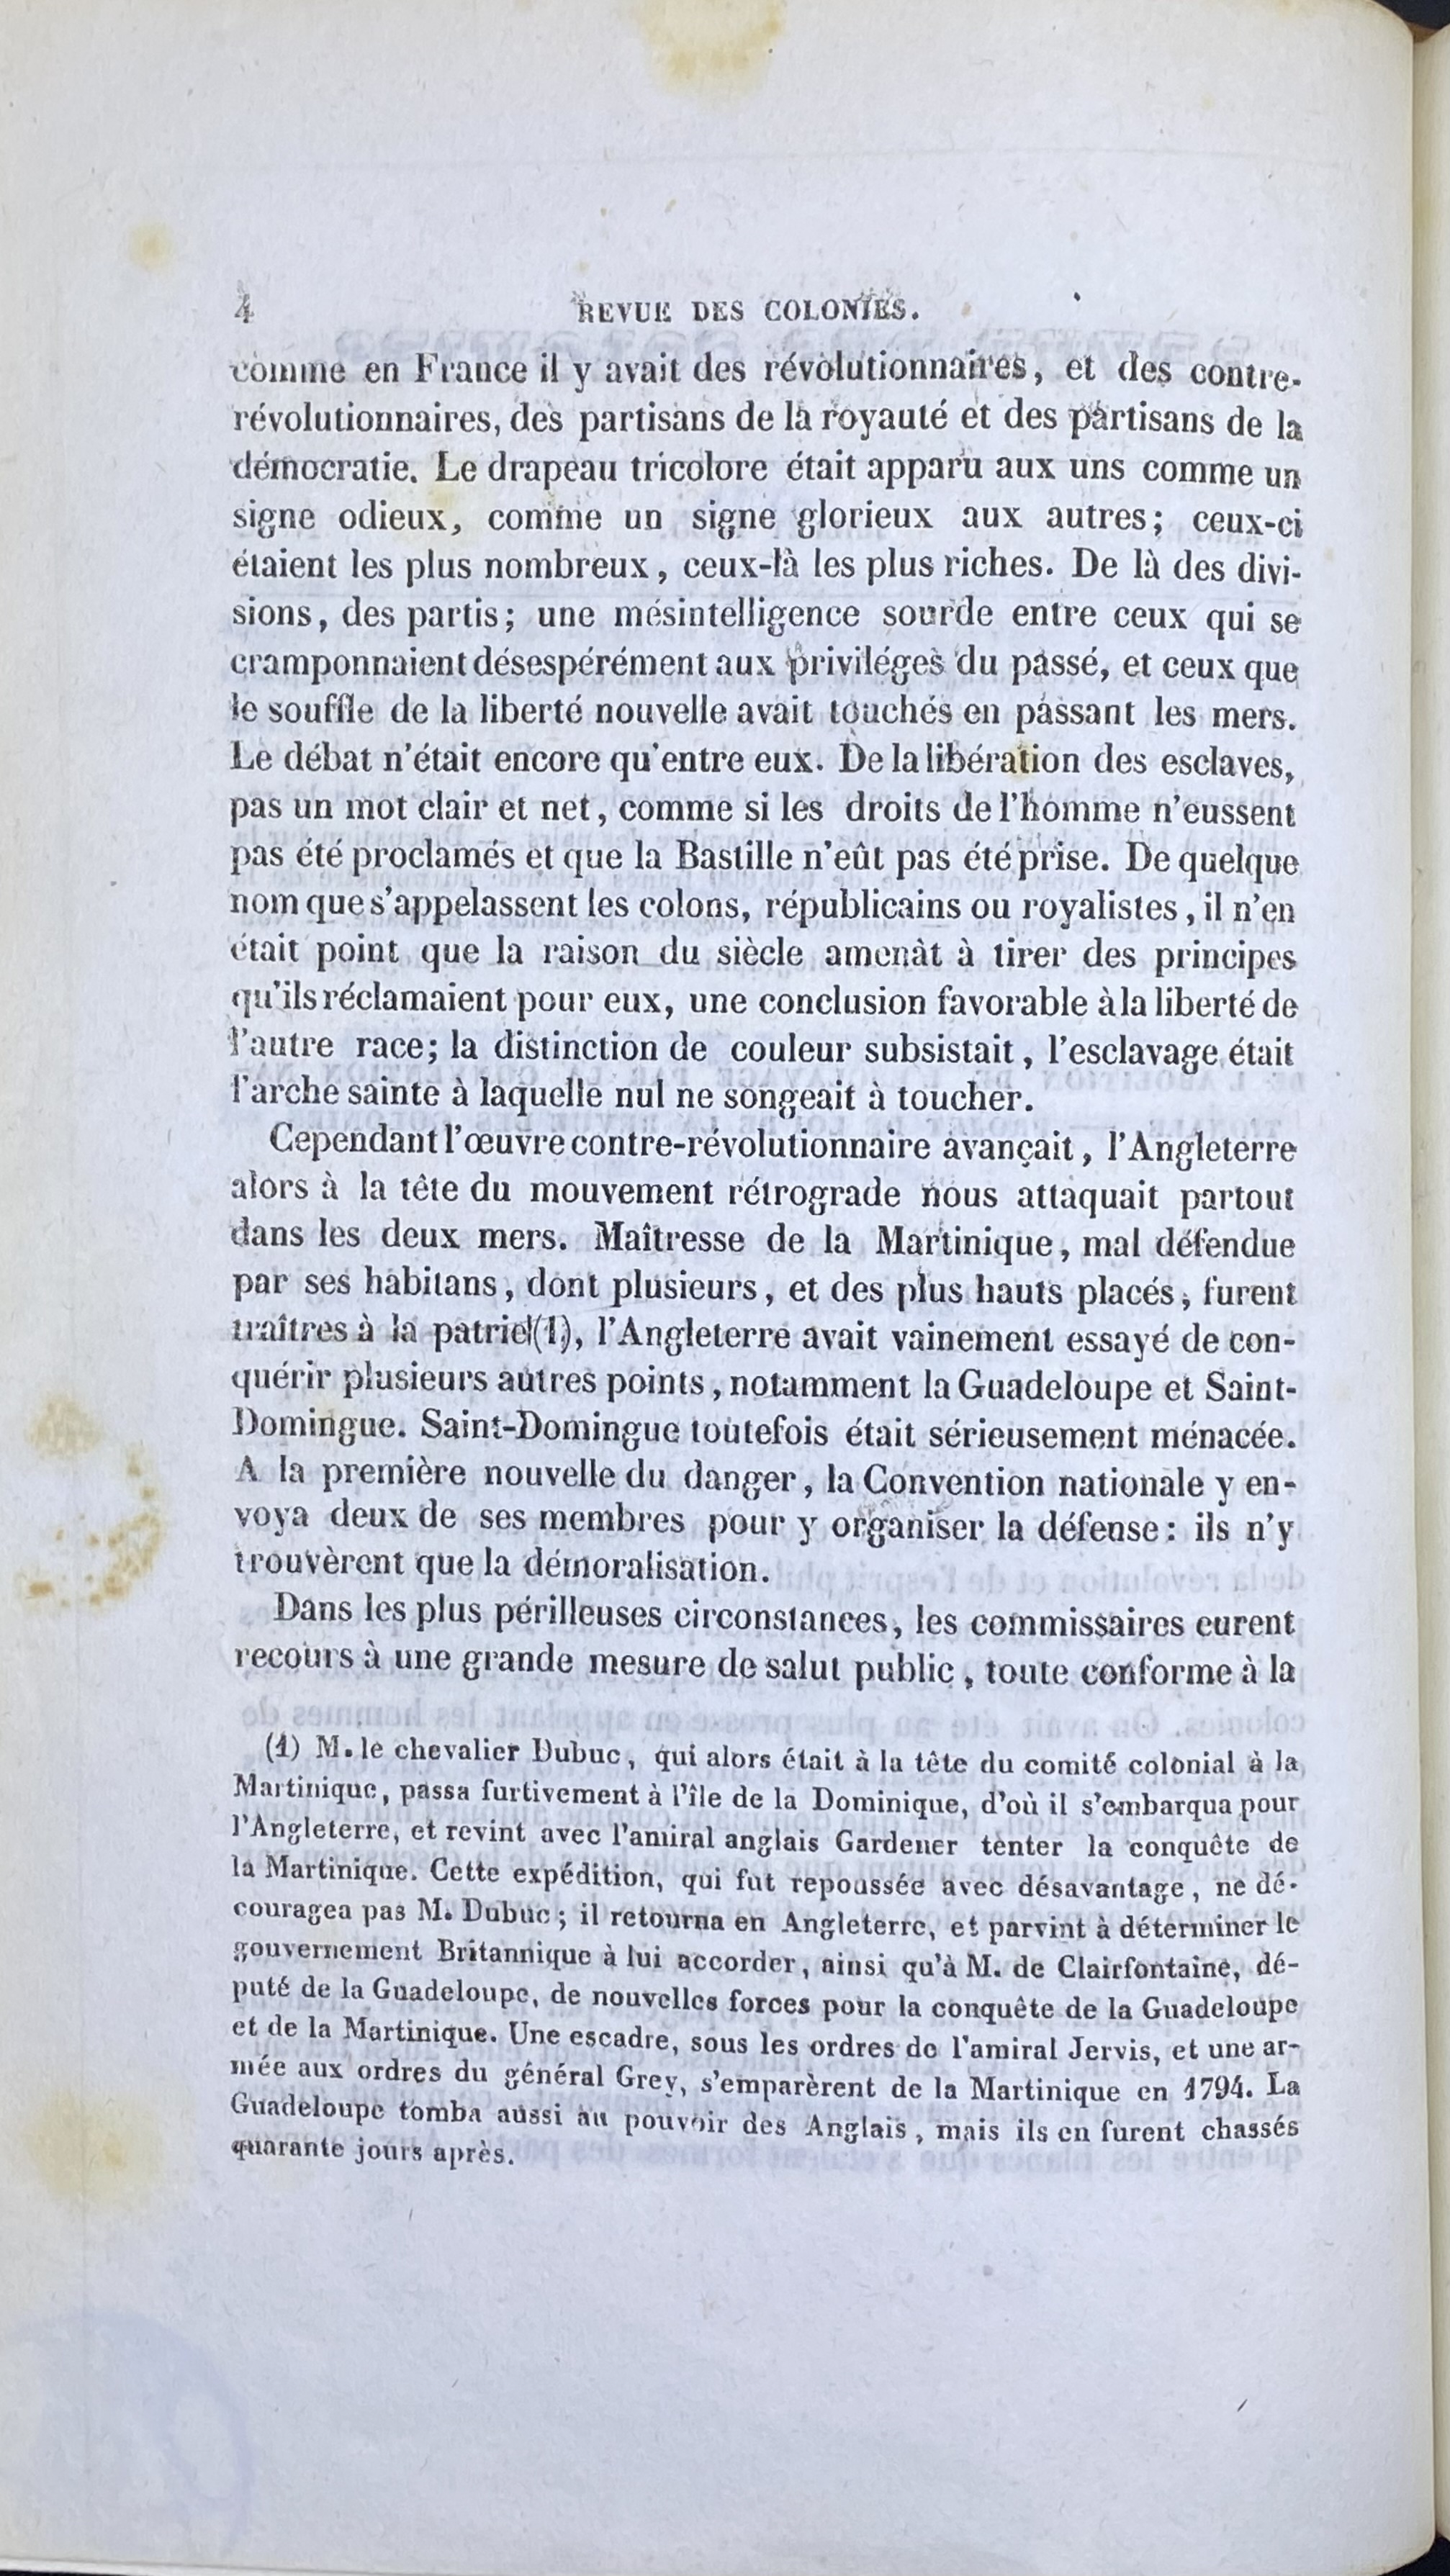 4 REVUE DES COLONIES.
comme en France il y avait des révolutionnaires, et des contre-
révolutionnaires, des partisans de la royauté et des partisans de la
démocratie. Le drapeau tricolore était apparu aux uns comme un
signe odieux, comme un signe glorieux aux autres; ceux-ci
étaient les plus nombreux, ceux-là les plus riches. De là des divi-
sions, des partis; une mésintelligence sourde entre ceux qui se
cramponnaient désespérément aux priviléges du passé, et ceux que
le souffle de la liberté nouvelle avait touchés en passant les mers.
Le débat n'était encore qu'entre eux. De la libération des esclaves,
pas un mot clair et net, comme si les droits de l'homme n'eussent
pas été proclamés et que la Bastille n'eût pas été prise. De quelque
nom que s'appelassent les colons, républicains ou royalistes, il n'en
était point que la raison du siècle amenât à tirer des principes
qu'ils réclamaient pour eux, une conclusion favorable à la liberté de
l'autre race; la distinction de couleur subsistait, l'esclavage était
l'arche sainte à laquelle nul ne songeait à toucher.
Cependant l'œuvre contre-révolutionnaire avançait, l'Angleterre
alors à la tête du mouvement rétrograde nous attaquait partout
dans les deux mers. Maîtresse de la Martinique, mal défendue
par ses habitans, dont plusieurs, et des plus hauts placés, furent
traîtres à la patrie (1), l'Angleterre avait vainement essayé de con-
quérir plusieurs autres points, notamment la Guadeloupe et Saint-
Domingue. Saint-Domingue toutefois était sérieusement ménacée.
A la première nouvelle du danger, la Convention nationale y en-
voya deux de ses membres pour y organiser la défense: ils n'y
trouvèrent que la démoralisation.
Dans les plus périlleuses circonstances, les commissaires eurent
recours à une grande mesure de salut public, toute conforme à la
(1) M. le chevalier Dubuc, qui alors était à la tête du comité colonial à la
Martinique, passa furtivement à l'île de la Dominique, d'où il s'embarqua pour
l'Angleterre, et revint avec l'amiral anglais Gardener tenter la conquête de
la Martinique. Cette expédition, qui fut repoussée avec désavantage, ne dé-
couragea pas M. Dubuc; il retourna en Angleterre, et parvint à déterminer le
gouvernement Britannique à lui accorder, ainsi qu'à M. de Clairfontaine, dé-
puté de la Guadeloupe, de nouvelles forces pour la conquête de la Guadeloupe
et de la Martinique. Une escadre, sous les ordres de l'amiral Jervis, et une ar-
mée aux ordres du général Grey, s'emparèrent de la Martinique en 1794. La
Guadeloupe tomba aussi au pouvoir des Anglais, mais ils en furent chassés
quarante jours après.